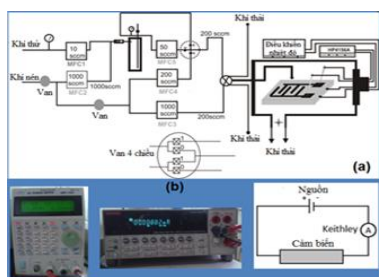 Khí thải
Khí thử
10
sccm
MFC1
50
sccm
MFC5
200 sccm
Điều khiển
nhiệt độ
HP4156A
Khí nén
1000
sccm
MFC2
1000sccm
200
sccm
MFC4
Van
Van
1000
sccm
MFC3
200sccm
Khí thải
Khí thải
(a)
Van 4 chiều
(b)
Nguồn
Keithley
A
Cảm biến